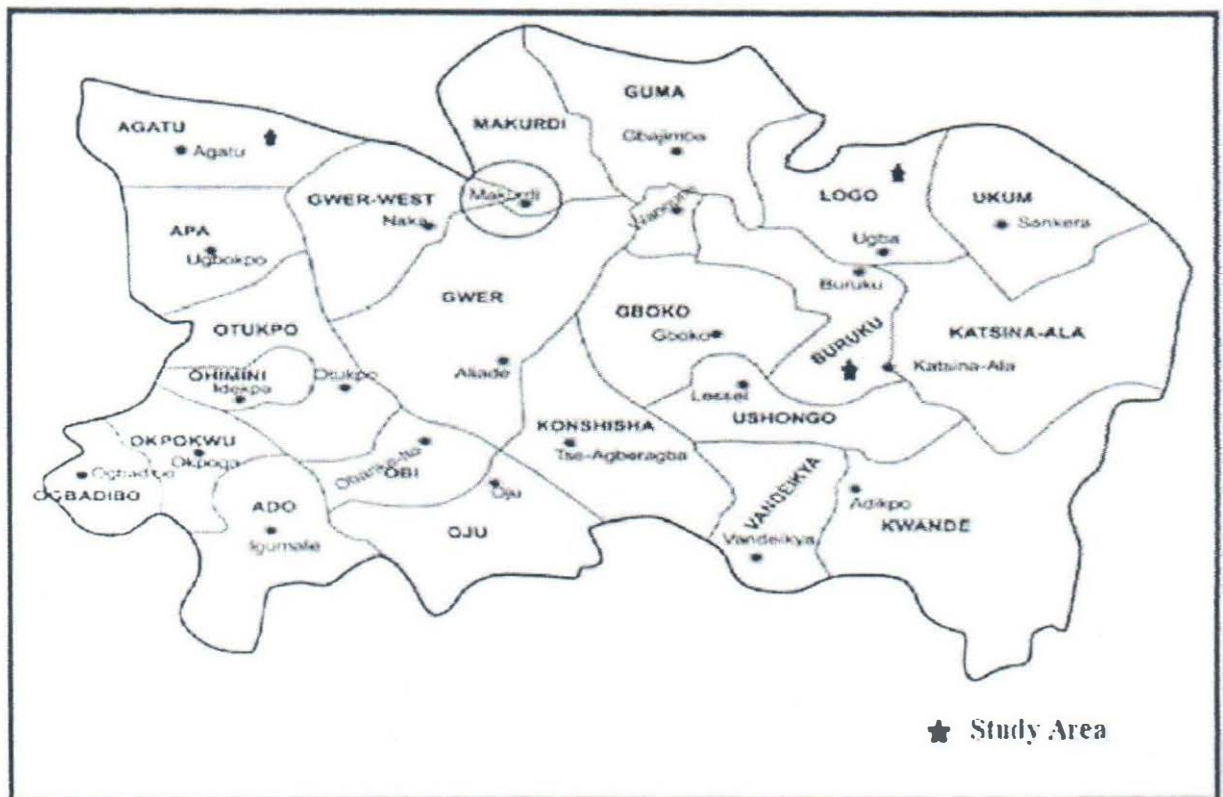 GUMA
MAKURDI
AGATU
Agatu
Gbajimba
GWER-WEST
Makurdi
LOGO
UKUM
Naka
Sankera
APA
Ugbokpo
Ugba
Buruku
GWER
GBOKO
Gboko
BURUKU
KATSINA-ALA
Katsina-Ala
OTUKPO
OHIMINI
Idekpa
Otukpo
Aliade
Lessel
USHONGO
KONSHISHA
Tse-Agberagba
OKPOKWU
Okpoga
Ogbadibo
OGBADIBO
OBI
ADO
Igumale
Oju
OJU
VANDEIKYA
Vandeikya
Adikpo
KWANDE
Study Area